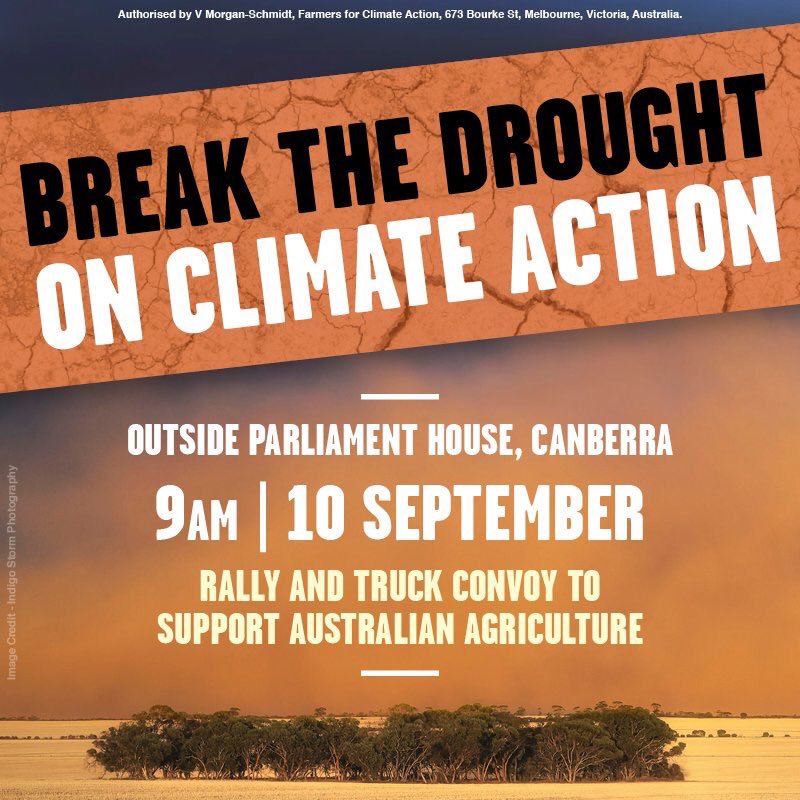 Authorised by V Morgan-Schmidt, Farmers for Climate Action, 673 Bourke St, Melbourne, Victoria, Australia.
BREAK THE DROUGHT
ON CLIMATE ACTION
OUTSIDE PARLIAMENT HOUSE, CANBERRA
9AM | 10 SEPTEMBER
RALLY AND TRUCK CONVOY TO
SUPPORT AUSTRALIAN AGRICULTURE
Image Credit - Indigo Storm Photography